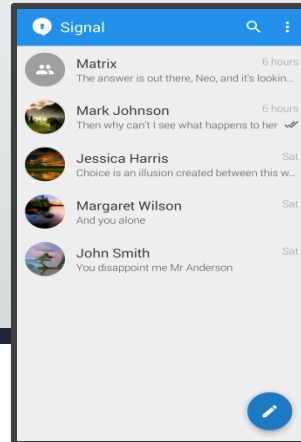 Signal
Matrix
6 hours
The answer is out there, Neo, and it's lookin...
Mark Johnson
6 hours
Then why can't I see what happens to her
Jessica Harris
Sat
Choice is an illusion created between this w...
Margaret Wilson
Sat
And you alone
John Smith
Sat
You disappoint me Mr Anderson